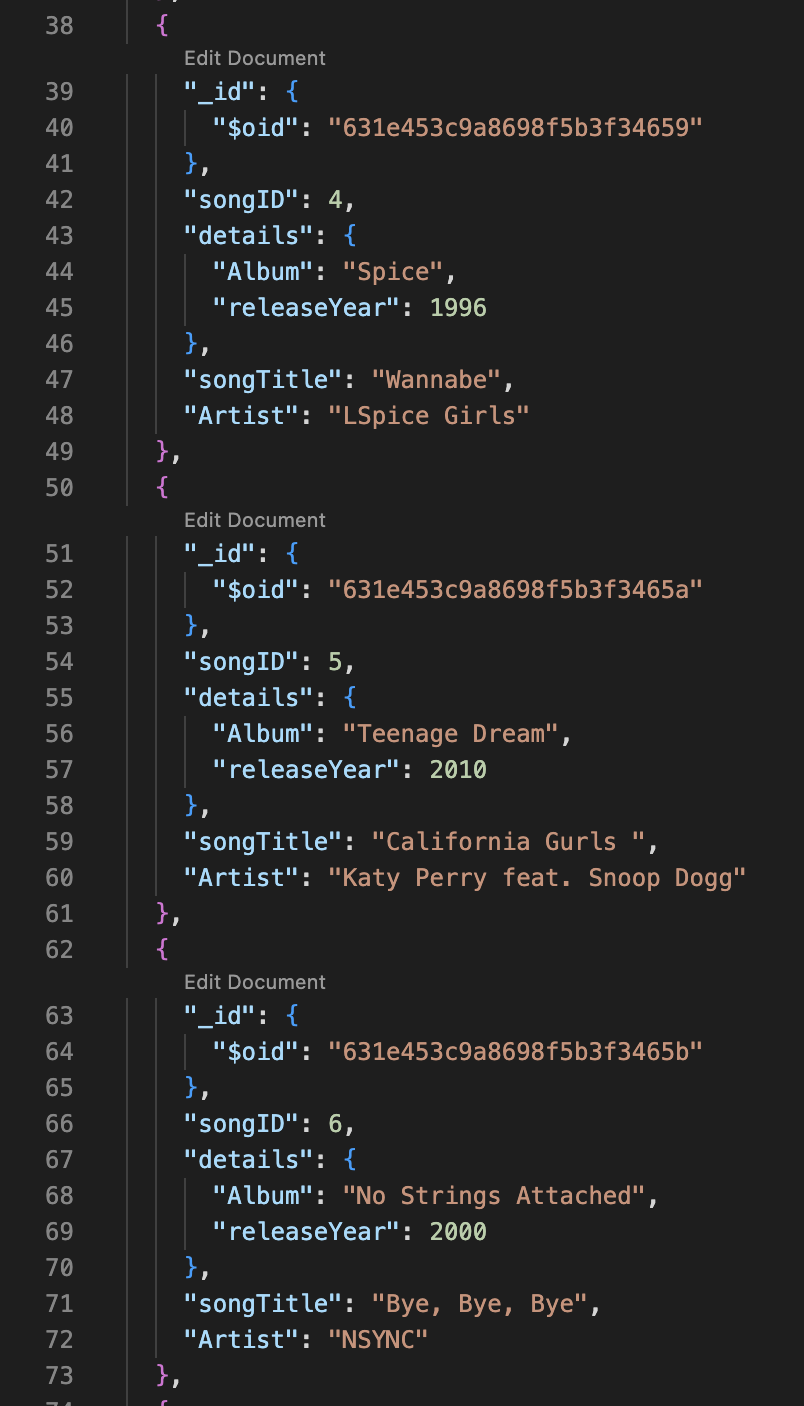 38 {
Edit Document
39 "_id": {
40 "$oid": "631e453c9a8698f5b3f34659"
41 },
42 "songID": 4,
43 "details": {
44 "Album": "Spice",
45 "releaseYear": 1996
46 },
47 "songTitle": "Wannabe",
48 "Artist": "LSpice Girls"
49 },
50 {
Edit Document
51 "_id": {
52 "$oid": "631e453c9a8698f5b3f3465a"
53 },
54 "songID": 5,
55 "details": {
56 "Album": "Teenage Dream",
57 "releaseYear": 2010
58 },
59 "songTitle": "California Gurls ",
60 "Artist": "Katy Perry feat. Snoop Dogg"
61 },
62 {
Edit Document
63 "_id": {
64 "$oid": "631e453c9a8698f5b3f3465b"
65 },
66 "songID": 6,
67 "details": {
68 "Album": "No Strings Attached",
69 "releaseYear": 2000
70 },
71 "songTitle": "Bye, Bye, Bye",
72 "Artist": "NSYNC"
73 },